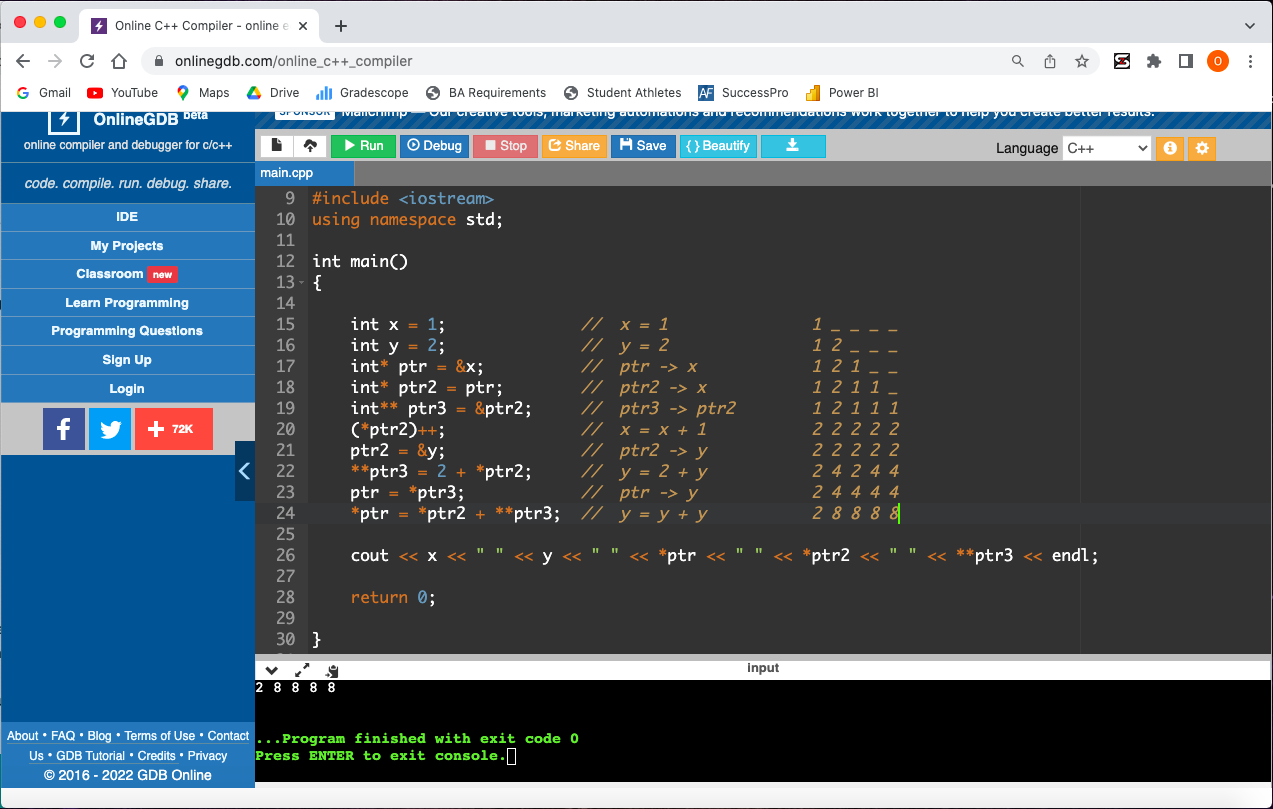 Online C++ Compiler - online e
onlinegdb.com/online_c++_compiler
O
Gmail YouTube Maps Drive Gradescope BA Requirements Student Athletes AF SuccessPro Power BI
OnlineGDB beta
online compiler and debugger for c/c++
code. compile. run. debug. share.
IDE
My Projects
Classroom new
Learn Programming
Programming Questions
Sign Up
Login
f + 72K
About • FAQ • Blog • Terms of Use • Contact
Us • GDB Tutorial • Credits • Privacy
© 2016 - 2022 GDB Online
SPONSOR Mailchimp — Our creative tools, marketing automations and recommendations work together to help you create better results.
Run Debug Stop Share Save { } Beautify Language C++
main.cpp
9 #include <iostream>
10 using namespace std;
11
12 int main()
13 {
14
15 int x = 1; // x = 1 1 _ _ _ _
16 int y = 2; // y = 2 1 2 _ _ _
17 int* ptr = &x; // ptr -> x 1 2 1 _ _
18 int* ptr2 = ptr; // ptr2 -> x 1 2 1 1 _
19 int** ptr3 = &ptr2; // ptr3 -> ptr2 1 2 1 1 1
20 (*ptr2)++; // x = x + 1 2 2 2 2 2
21 ptr2 = &y; // ptr2 -> y 2 2 2 2 2
22 **ptr3 = 2 + *ptr2; // y = 2 + y 2 4 2 4 4
23 ptr = *ptr3; // ptr -> y 2 4 4 4 4
24 *ptr = *ptr2 + **ptr3; // y = y + y 2 8 8 8 8
25
26 cout << x << " " << y << " " << *ptr << " " << *ptr2 << " " << **ptr3 << endl;
27
28 return 0;
29
30 }
input
2 8 8 8 8
...Program finished with exit code 0
Press ENTER to exit console.